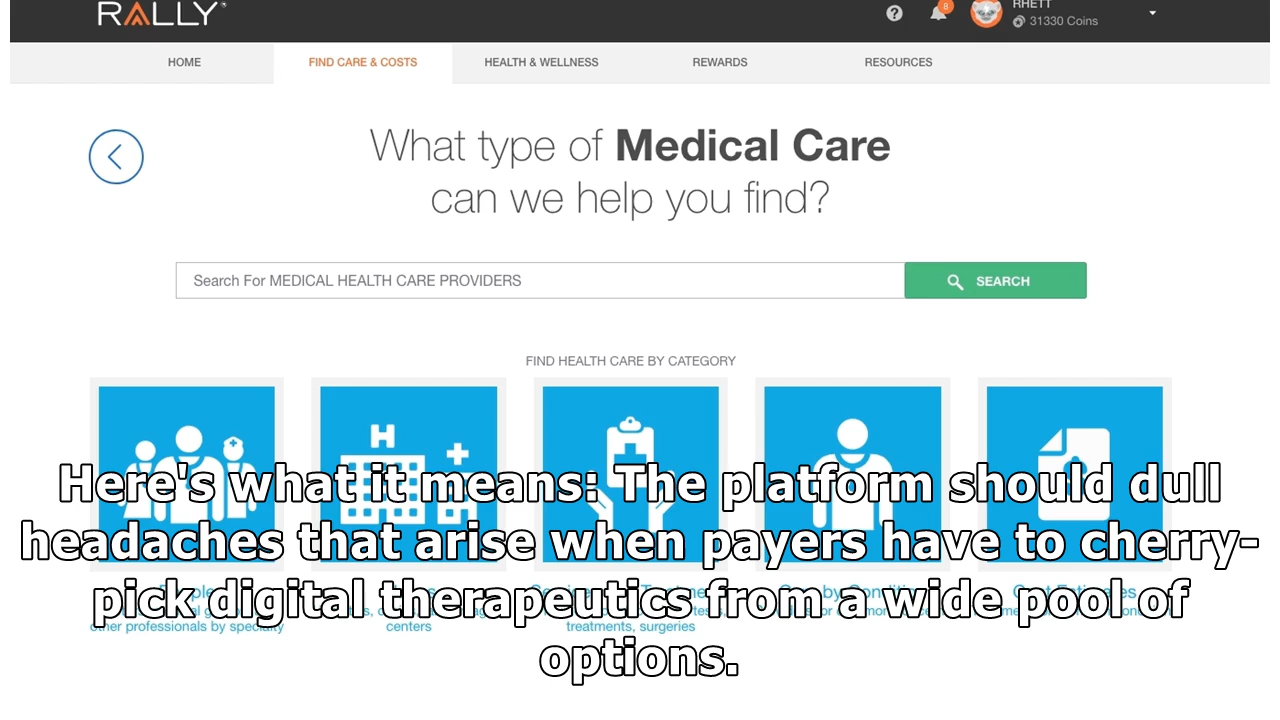 RALLY
8
RHETT
31330 Coins
HOME
FIND CARE & COSTS
HEALTH & WELLNESS
REWARDS
RESOURCES
What type of Medical Care
can we help you find?
Search For MEDICAL HEALTH CARE PROVIDERS
SEARCH
FIND HEALTH CARE BY CATEGORY
Here's what it means: The platform should dull
headaches that arise when payers have to cherry-
pick digital therapeutics from a wide pool of
options.
other professionals by specialty
centers
treatments, surgeries